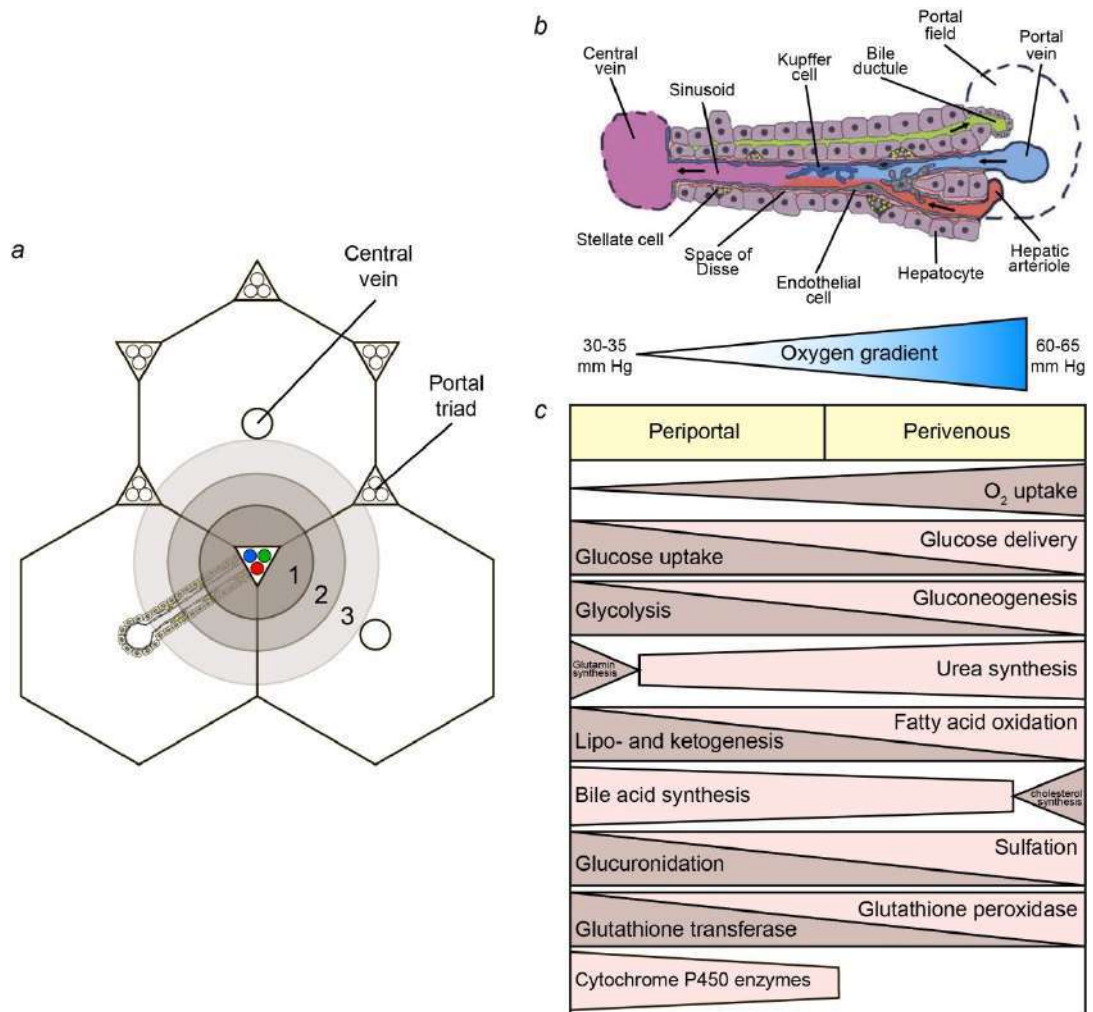 a
Central
vein
Portal
triad
1
2
3
b
Central
vein
Sinusoid
Kupffer
cell
Bile
ductule
Portal
field
Portal
vein
Stellate cell
Space of
Disse
Endothelial
cell
Hepatocyte
Hepatic
arteriole
30-35
mm Hg
Oxygen gradient
60-65
mm Hg
c
Periportal
Perivenous
O2 uptake
Glucose uptake
Glucose delivery
Glycolysis
Gluconeogenesis
Glutamin
synthesis
Urea synthesis
Lipo- and ketogenesis
Fatty acid oxidation
Bile acid synthesis
cholesterol
synthesis
Glucuronidation
Sulfation
Glutathione transferase
Glutathione peroxidase
Cytochrome P450 enzymes